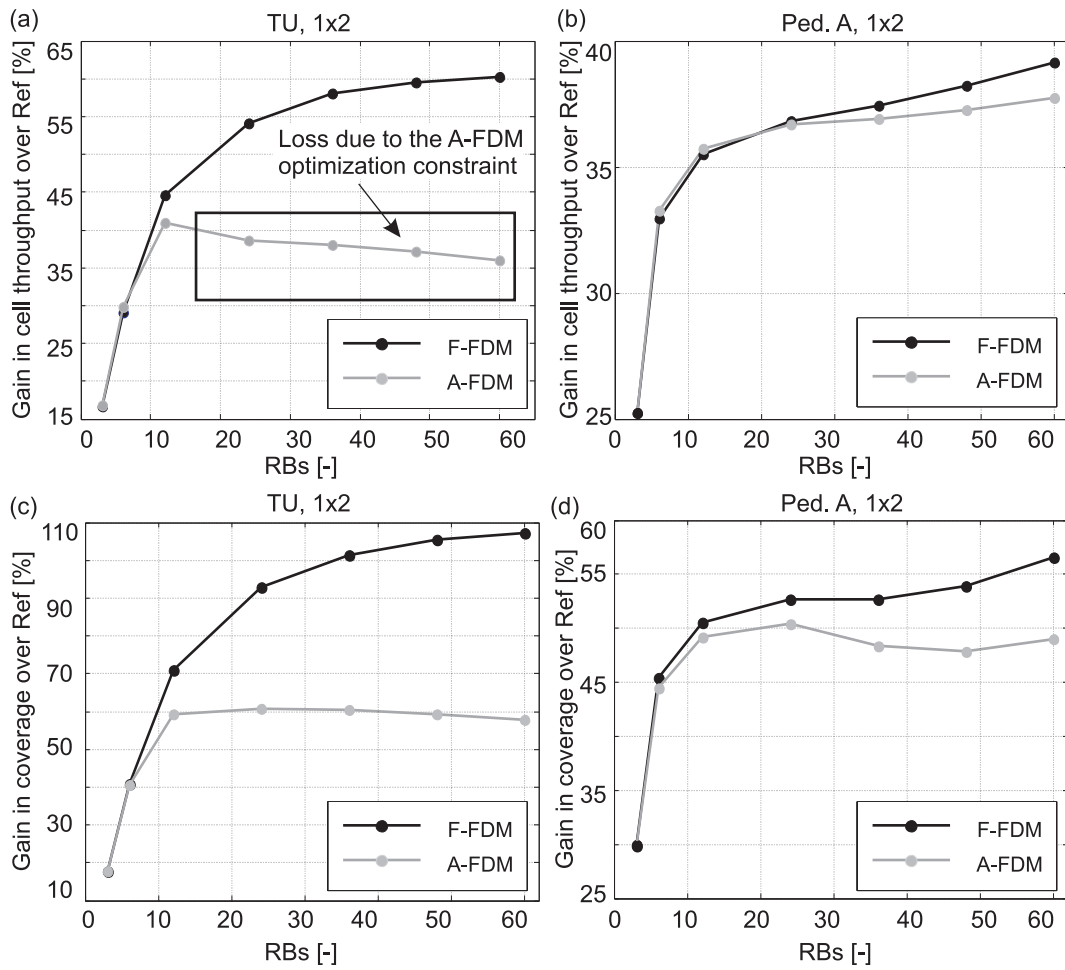 (a)
TU, 1x2
Gain in cell throughput over Ref [%]
65
55
45
35
25
15
Loss due to the A-FDM
optimization constraint
F-FDM
A-FDM
0 10 20 30 40 50 60
RBs [-]
(b)
Ped. A, 1x2
Gain in cell throughput over Ref [%]
40
35
30
25
F-FDM
A-FDM
0 10 20 30 40 50 60
RBs [-]
(c)
TU, 1x2
Gain in coverage over Ref [%]
110
90
70
50
30
10
F-FDM
A-FDM
0 10 20 30 40 50 60
RBs [-]
(d)
Ped. A, 1x2
Gain in coverage over Ref [%]
60
55
45
35
25
F-FDM
A-FDM
0 10 20 30 40 50 60
RBs [-]